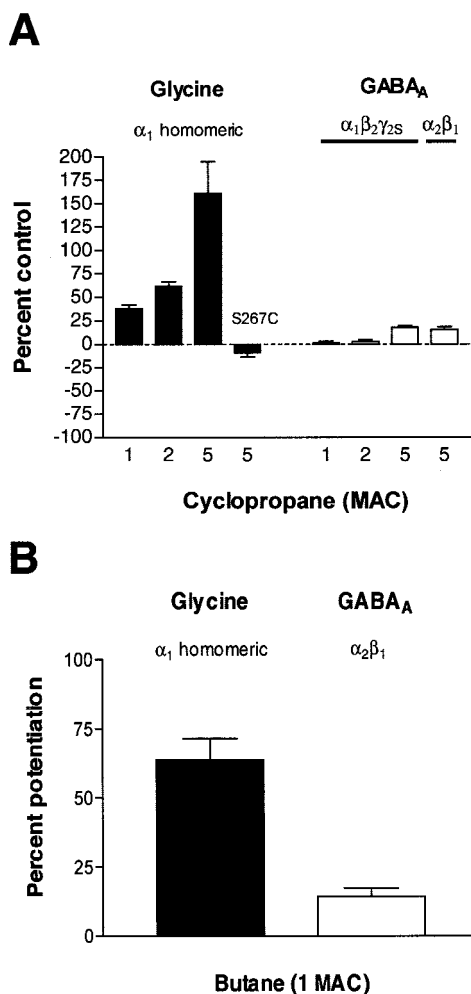 A
Glycine GABAA
α1 homomeric α1β2γ2S α2β1
200
175
150
125
100
75
50
25
0
-25
-50
-75
-100
Percent control
S267C
1 2 5 5 1 2 5 5
Cyclopropane (MAC)
B
Glycine GABAA
α1 homomeric α2β1
100
75
50
25
0
Percent potentiation
Butane (1 MAC)